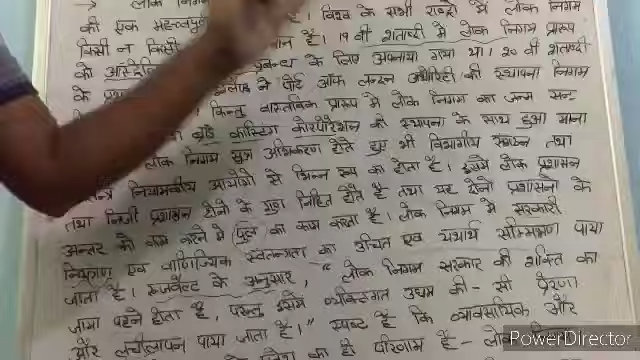 → लोक निगम
की एक महत्वपूर्ण है। विश्व के सभी राष्ट्रो में लोक निगम
किसी न किसी मान है। 19 वी शताब्दी में लोक निगम प्रारूप
को आस्ट्रेलि प्रबन्ध के लिए अपनाया गया था। 20 वी शताब्दी
के पोर्ट ऑफ लन्दन अथॉरिटी की स्थापना निगम
किन्तु वास्तविक प्रारूप में लोक निगम का जन्म सन्
ब्रॉड कास्टिंग कॉरपोरेशन की स्थापना के साथ हुआ माना
लोक निगम सूत्र अभिकरण होते हुए भी विभागीय संगठन तथा
नियामकीय आयोगों से भिन्न रूप का होता है। इसमे लोक प्रशासन
तथा निजी प्रशासन दोनो के गुण निहित होते है तथा यह दोनो प्रशासनो के
अन्तर को कम करने में पुल का काम करता है। लोक निगम में सरकारी
नियंत्रण एवं वाणिज्यिक स्वतन्त्रता का उचित एवं यथार्थ सम्मिश्रण पाया
जाता है। रूजवेल्ट के अनुसार, " लोक निगम सरकार की शक्ति का
जामा पहने होता है, परन्तु इसमे व्यक्तिगत उद्यम की - सी प्रेरणा
और लचीलापन पाया जाता है।" स्पष्ट है कि व्यावसायिक और
का ही परिणाम है - लोक
PowerDirector